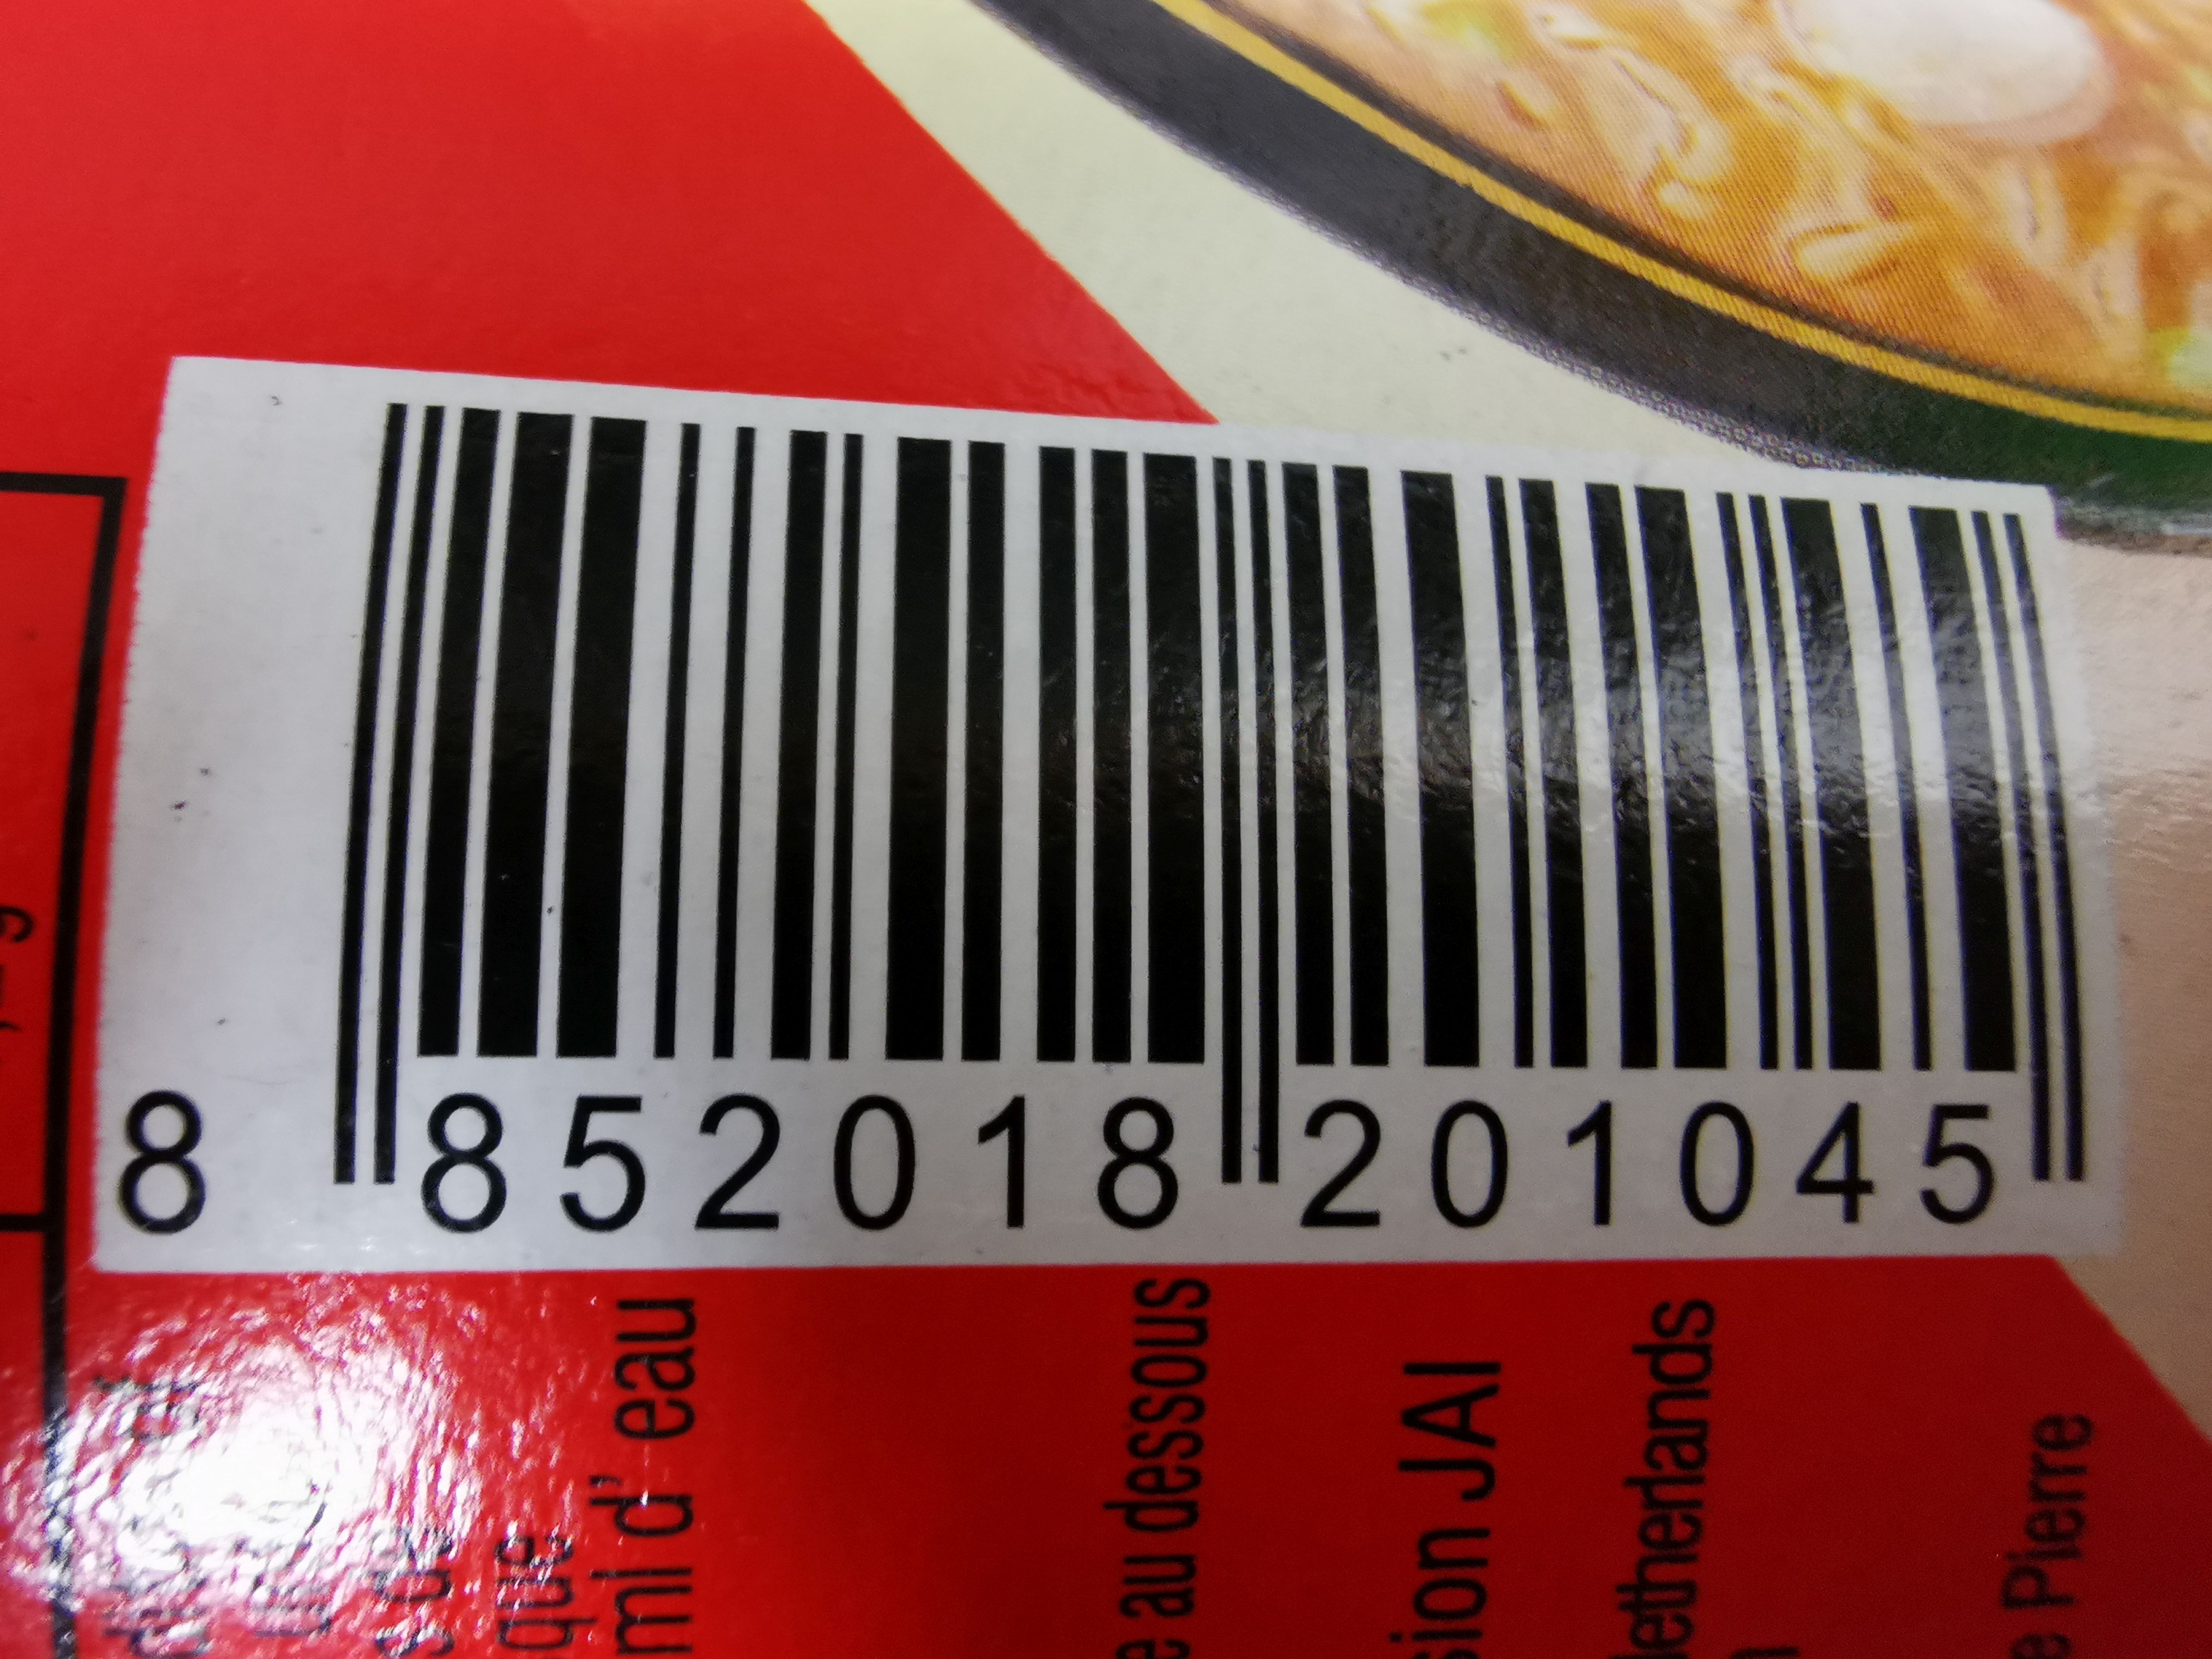 8 852018 201045
mi d' eau
que
e au dessous
sion JAI
Netherlands
e Pierre